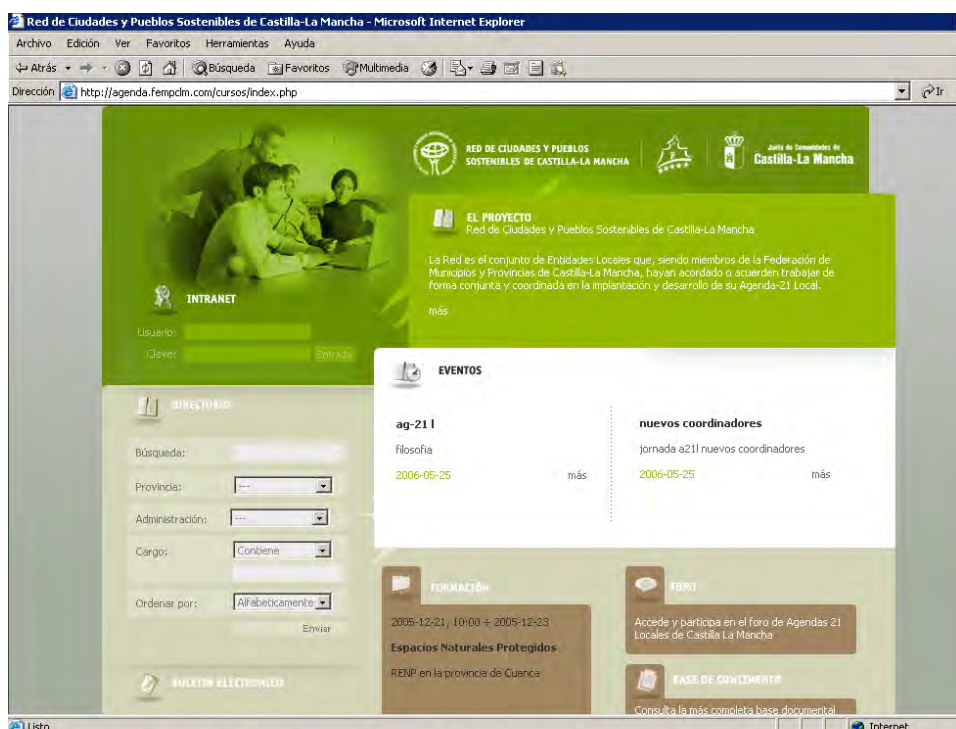 Red de Ciudades y Pueblos Sostenibles de Castilla-La Mancha - Microsoft Internet Explorer
Archivo Edición Ver Favoritos Herramientas Ayuda
Atrás Búsqueda Favoritos Multimedia
Dirección http://agenda.fempclm.com/cursos/index.php Ir
RED DE CIUDADES Y PUEBLOS
SOSTENIBLES DE CASTILLA-LA MANCHA
Junta de Comunidades de
Castilla-La Mancha
EL PROYECTO
Red de Ciudades y Pueblos Sostenibles de Castilla-La Mancha
La Red es el conjunto de Entidades Locales que, siendo miembros de la Federación de
Municipios y Provincias de Castilla-La Mancha, hayan acordado o acuerden trabajar de
forma conjunta y coordinada en la implantación y desarrollo de su Agenda-21 Local.
más
INTRANET
Usuario:
Clave: Entrada
EVENTOS
ag-21 l
filosofia
2006-05-25 más
nuevos coordinadores
jornada a21l nuevos coordinadores
2006-05-25 más
DIRECTORIO
Búsqueda:
Provincia: ---
Administración: ---
Cargo: Contiene
Ordenar por: Alfabeticamente
Enviar
BOLETIN ELECTRONICO
FORMACIÓN
2005-12-21, 10:00 ÷ 2005-12-23
Espacios Naturales Protegidos
RENP en la provincia de Cuenca
FORO
Accede y participa en el foro de Agendas 21
Locales de Castilla La Mancha
BASE DE CONCIMIENTO
Consulta la más completa base documental
Listo Internet